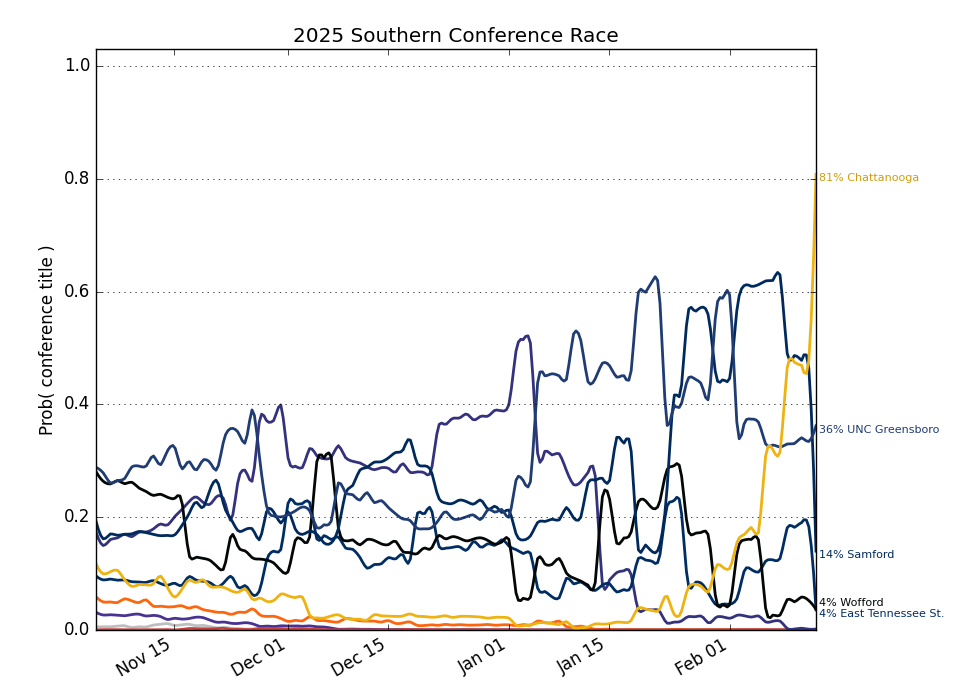 2025 Southern Conference Race
Prob( conference title )
1.0
0.8
0.6
0.4
0.2
0.0
Nov 15
Dec 01
Dec 15
Jan 01
Jan 15
Feb 01
81% Chattanooga
36% UNC Greensboro
14% Samford
4% Wofford
4% East Tennessee St.